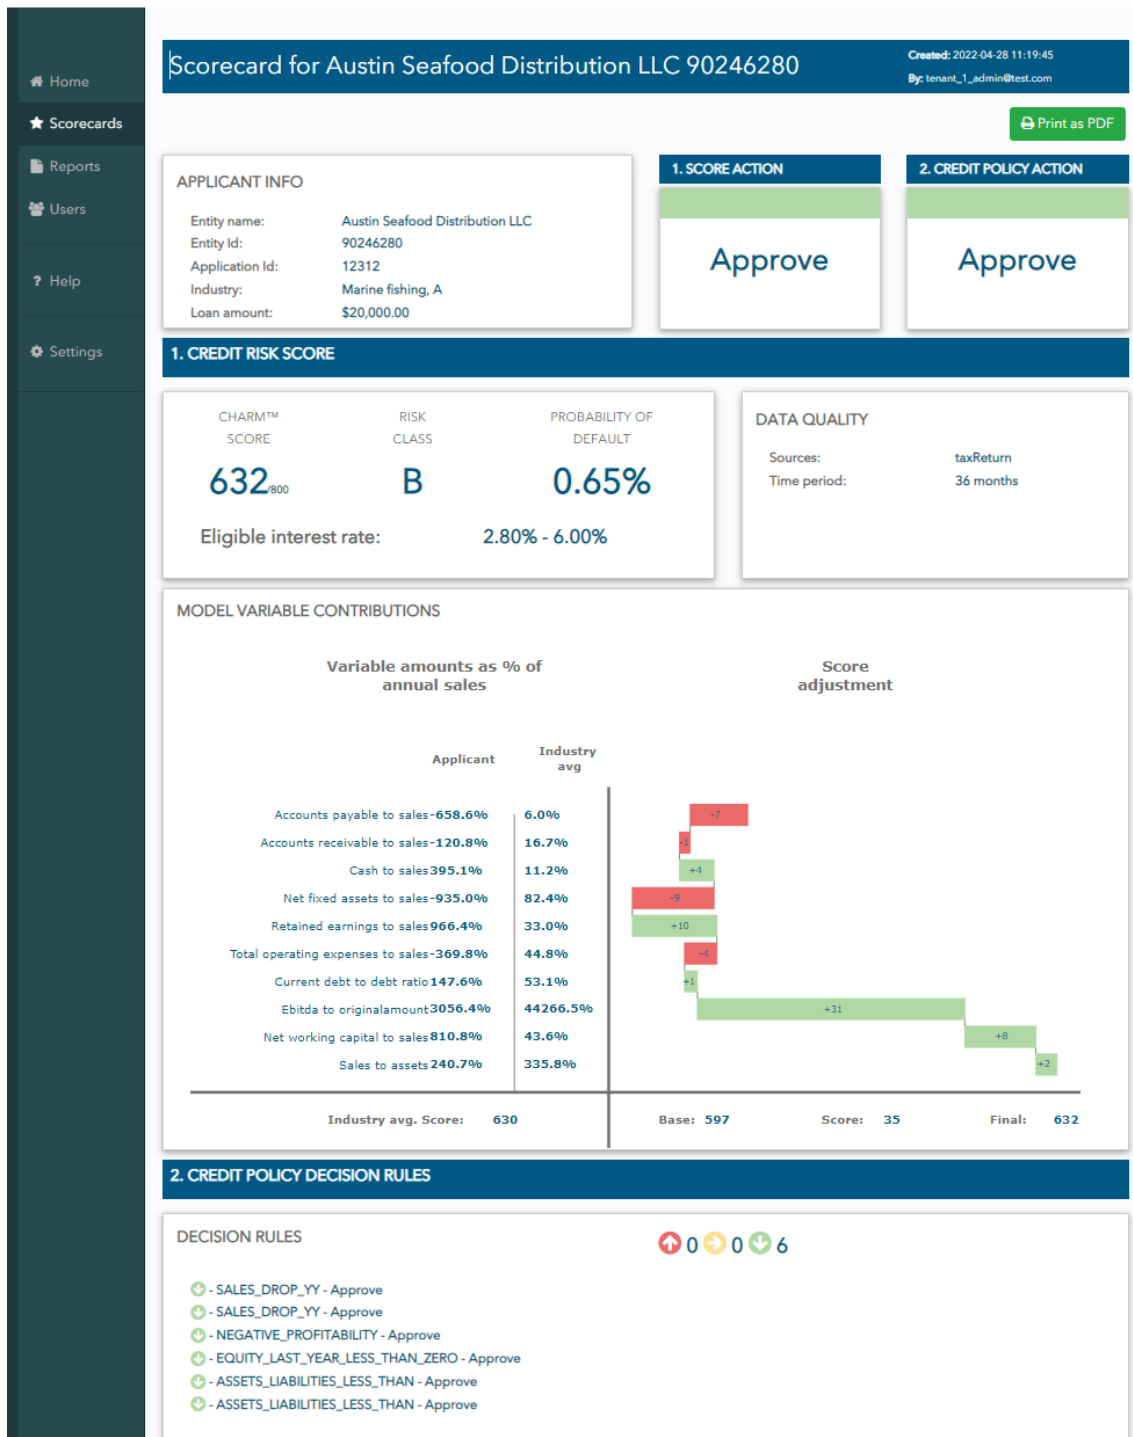 Home
Scorecards
Reports
Users
? Help
Settings
Scorecard for Austin Seafood Distribution LLC 90246280
Created: 2022-04-28 11:19:45
By: tenant_1_admin@test.com
Print as PDF
APPLICANT INFO
Entity name: Austin Seafood Distribution LLC
Entity Id: 90246280
Application Id: 12312
Industry: Marine fishing, A
Loan amount: $20,000.00
1. SCORE ACTION
Approve
2. CREDIT POLICY ACTION
Approve
1. CREDIT RISK SCORE
CHARM™ SCORE
632/800
RISK CLASS
B
PROBABILITY OF DEFAULT
0.65%
Eligible interest rate: 2.80% - 6.00%
DATA QUALITY
Sources: taxReturn
Time period: 36 months
MODEL VARIABLE CONTRIBUTIONS
Variable amounts as % of
annual sales
Score
adjustment
Applicant
Industry
avg
Accounts payable to sales -658.6% 6.0% -7
Accounts receivable to sales -120.8% 16.7% -1
Cash to sales 395.1% 11.2% +4
Net fixed assets to sales -935.0% 82.4% -9
Retained earnings to sales 966.4% 33.0% +10
Total operating expenses to sales -369.8% 44.8% -4
Current debt to debt ratio 147.6% 53.1% +1
Ebitda to originalamount 3056.4% 44266.5% +31
Net working capital to sales 810.8% 43.6% +8
Sales to assets 240.7% 335.8% +2
Industry avg. Score: 630 Base: 597 Score: 35 Final: 632
2. CREDIT POLICY DECISION RULES
DECISION RULES
0 0 6
- SALES_DROP_YY - Approve
- SALES_DROP_YY - Approve
- NEGATIVE_PROFITABILITY - Approve
- EQUITY_LAST_YEAR_LESS_THAN_ZERO - Approve
- ASSETS_LIABILITIES_LESS_THAN - Approve
- ASSETS_LIABILITIES_LESS_THAN - Approve